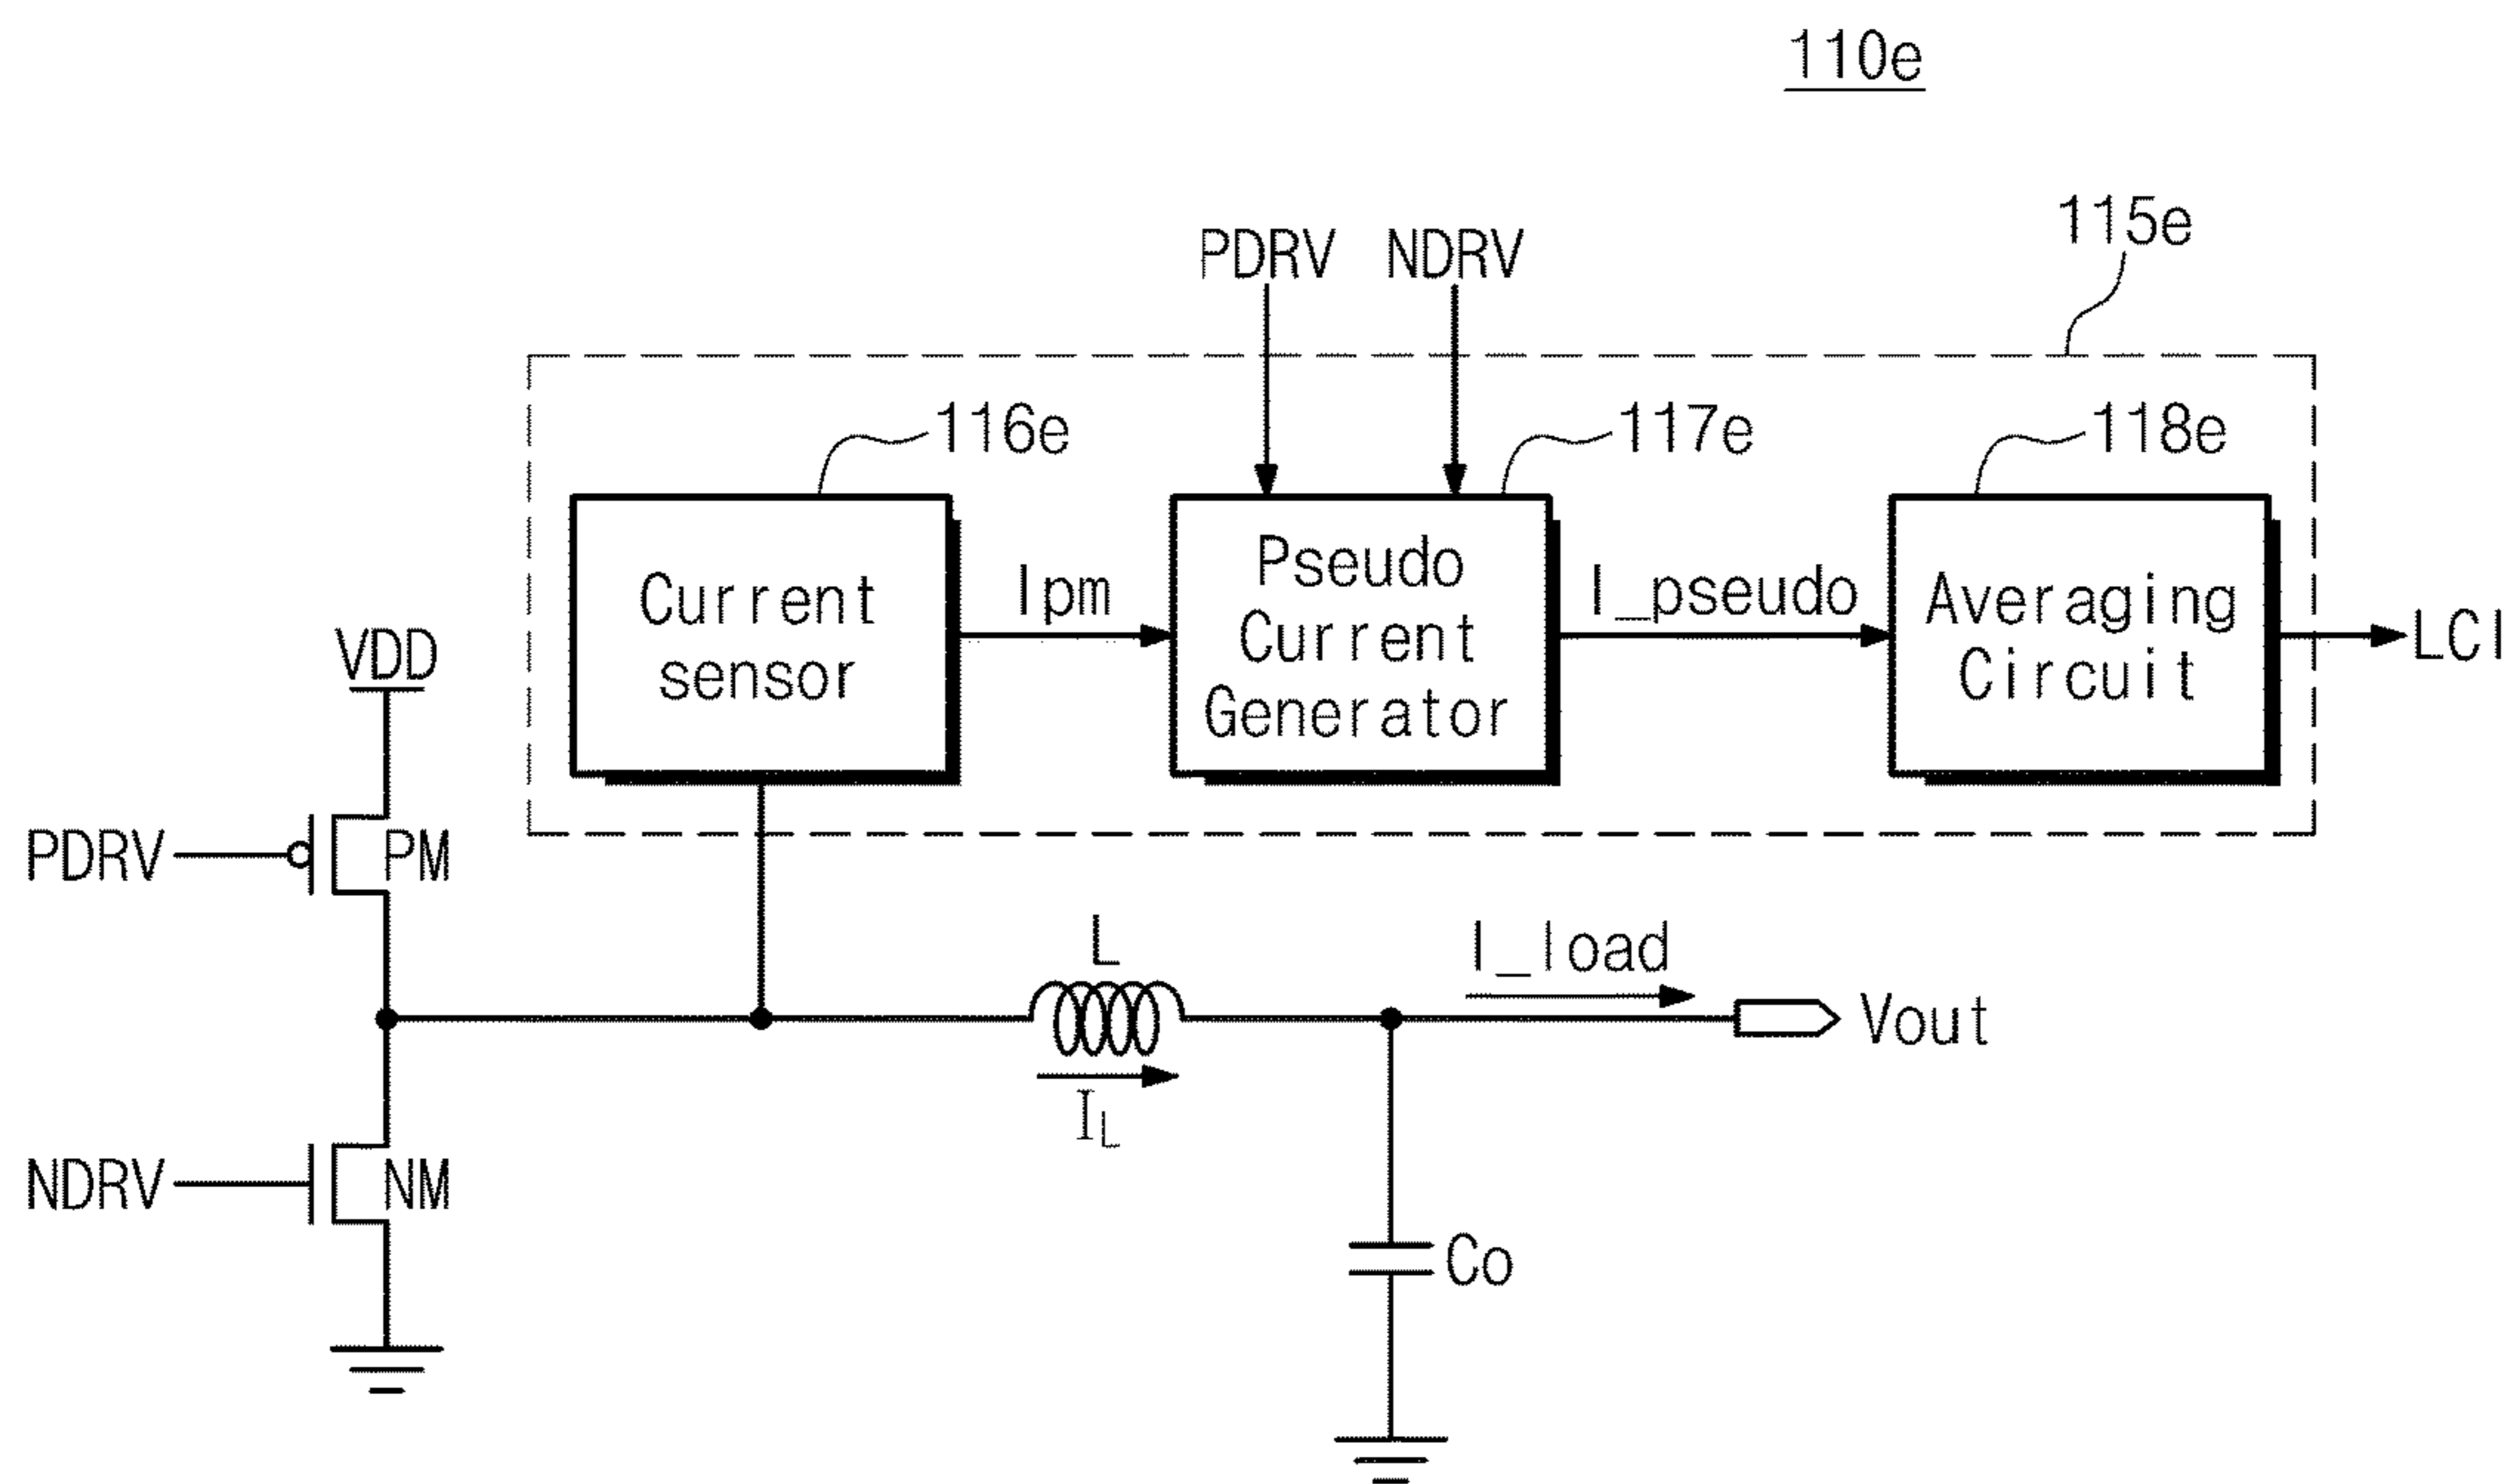 110e
115e
PDRV NDRV
116e
117e
118e
Current
sensor
Ipm
Pseudo
Current
Generator
I_pseudo
Averaging
Circuit
LCI
VDD
PDRV
PM
L
I_load
Vout
IL
NDRV
NM
Co